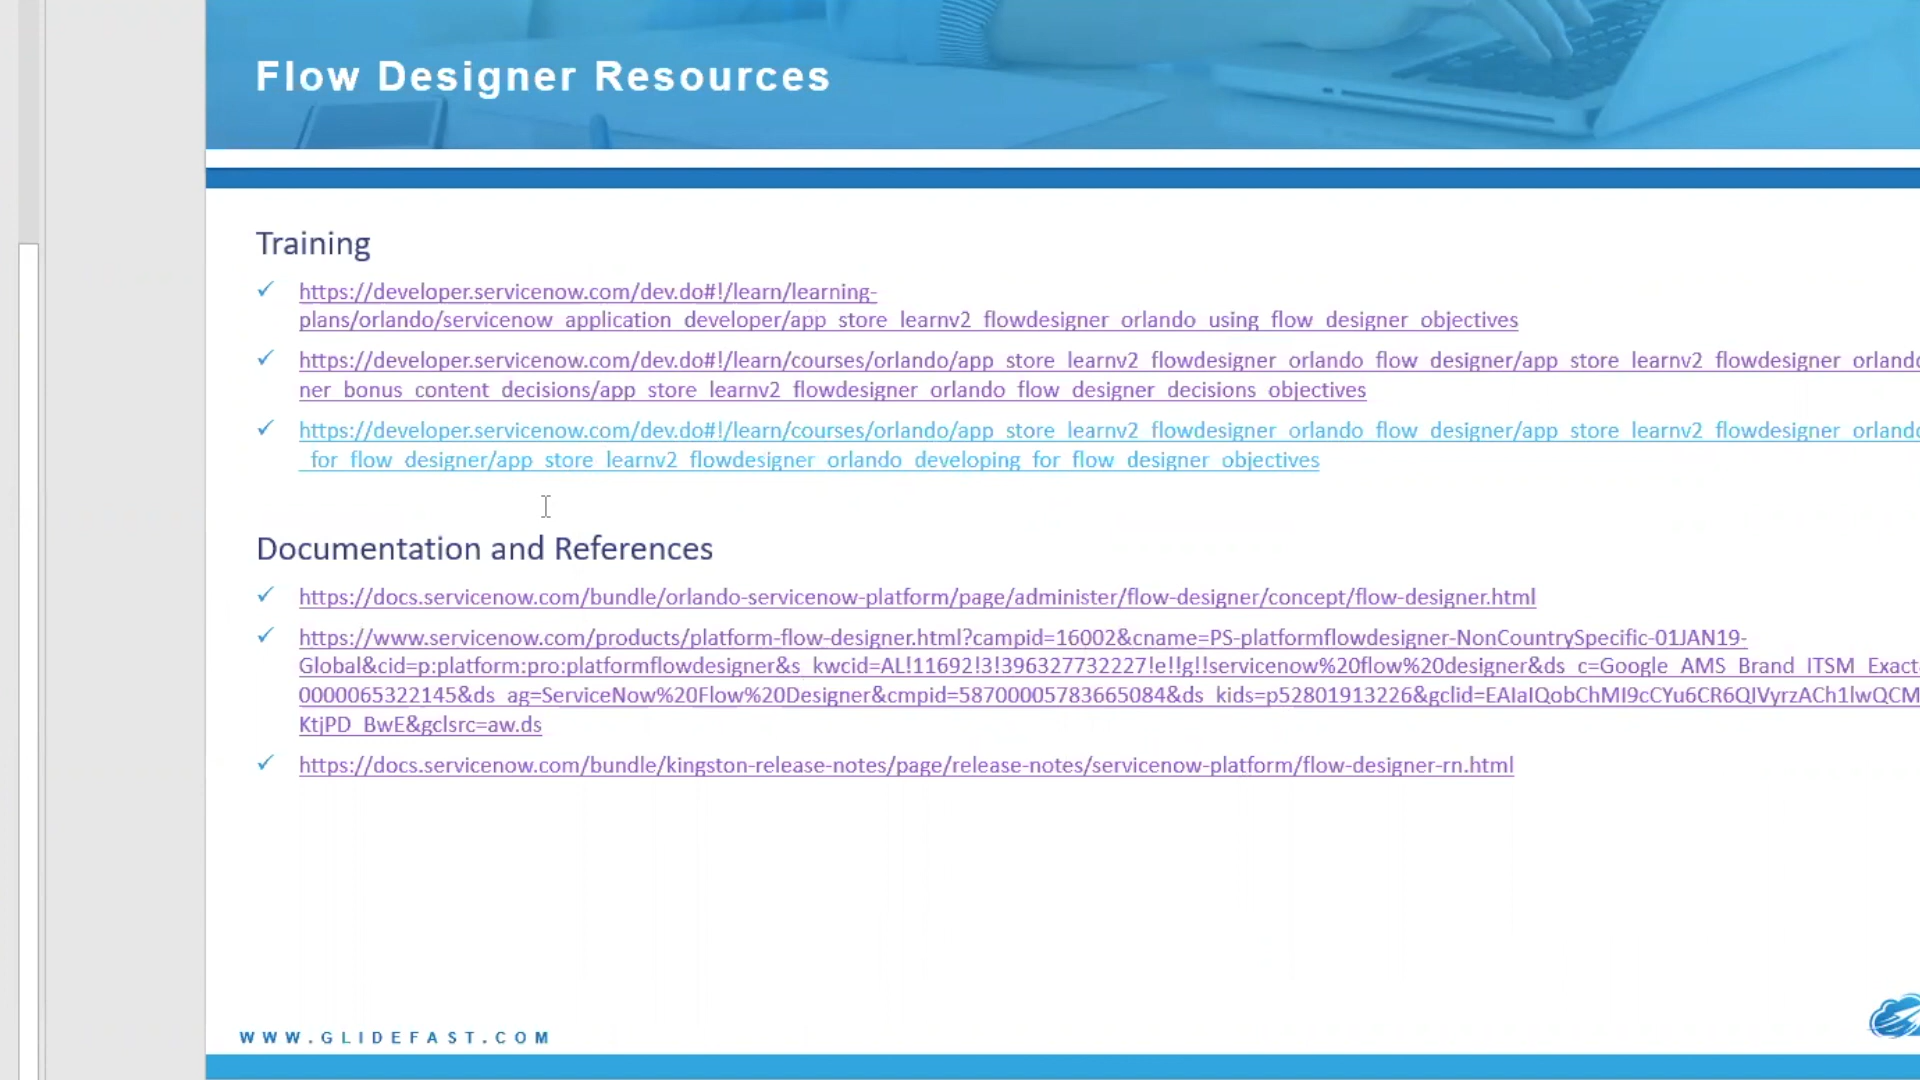 Flow Designer Resources
Training
https://developer.servicenow.com/dev.do#!/learn/learning-
plans/orlando/servicenow_application_developer/app_store_learnv2_flowdesigner_orlando_using_flow_designer_objectives
https://developer.servicenow.com/dev.do#!/learn/courses/orlando/app_store_learnv2_flowdesigner_orlando_flow_designer/app_store_learnv2_flowdesigner_orlando
ner_bonus_content_decisions/app_store_learnv2_flowdesigner_orlando_flow_designer_decisions_objectives
https://developer.servicenow.com/dev.do#!/learn/courses/orlando/app_store_learnv2_flowdesigner_orlando_flow_designer/app_store_learnv2_flowdesigner_orlando
_for_flow_designer/app_store_learnv2_flowdesigner_orlando_developing_for_flow_designer_objectives
Documentation and References
https://docs.servicenow.com/bundle/orlando-servicenow-platform/page/administer/flow-designer/concept/flow-designer.html
https://www.servicenow.com/products/platform-flow-designer.html?campid=16002&cname=PS-platformflowdesigner-NonCountrySpecific-01JAN19-
Global&cid=p:platform:pro:platformflowdesigner&s_kwcid=AL!11692!3!396327732227!e!!g!!servicenow%20flow%20designer&ds_c=Google_AMS_Brand_ITSM_Exact
0000065322145&ds_ag=ServiceNow%20Flow%20Designer&cmpid=58700005783665084&ds_kids=p52801913226&gclid=EAIaIQobChMI9cCYu6CR6QIVyrzACh1lwQCM
KtjPD_BwE&gclsrc=aw.ds
https://docs.servicenow.com/bundle/kingston-release-notes/page/release-notes/servicenow-platform/flow-designer-rn.html
WWW.GLIDEFAST.COM